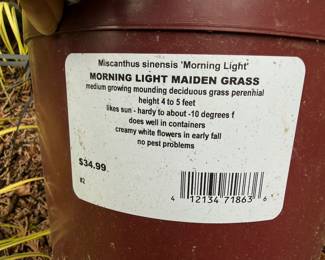 Miscanthus sinensis 'Morning Light'
MORNING LIGHT MAIDEN GRASS
medium growing mounding deciduous grass perenhial
height 4 to 5 feet
likes sun - hardy to about -10 degrees f
does well in containers
creamy white flowers in early fall
no pest problems
$34.99
#2
4 12134 71863 6